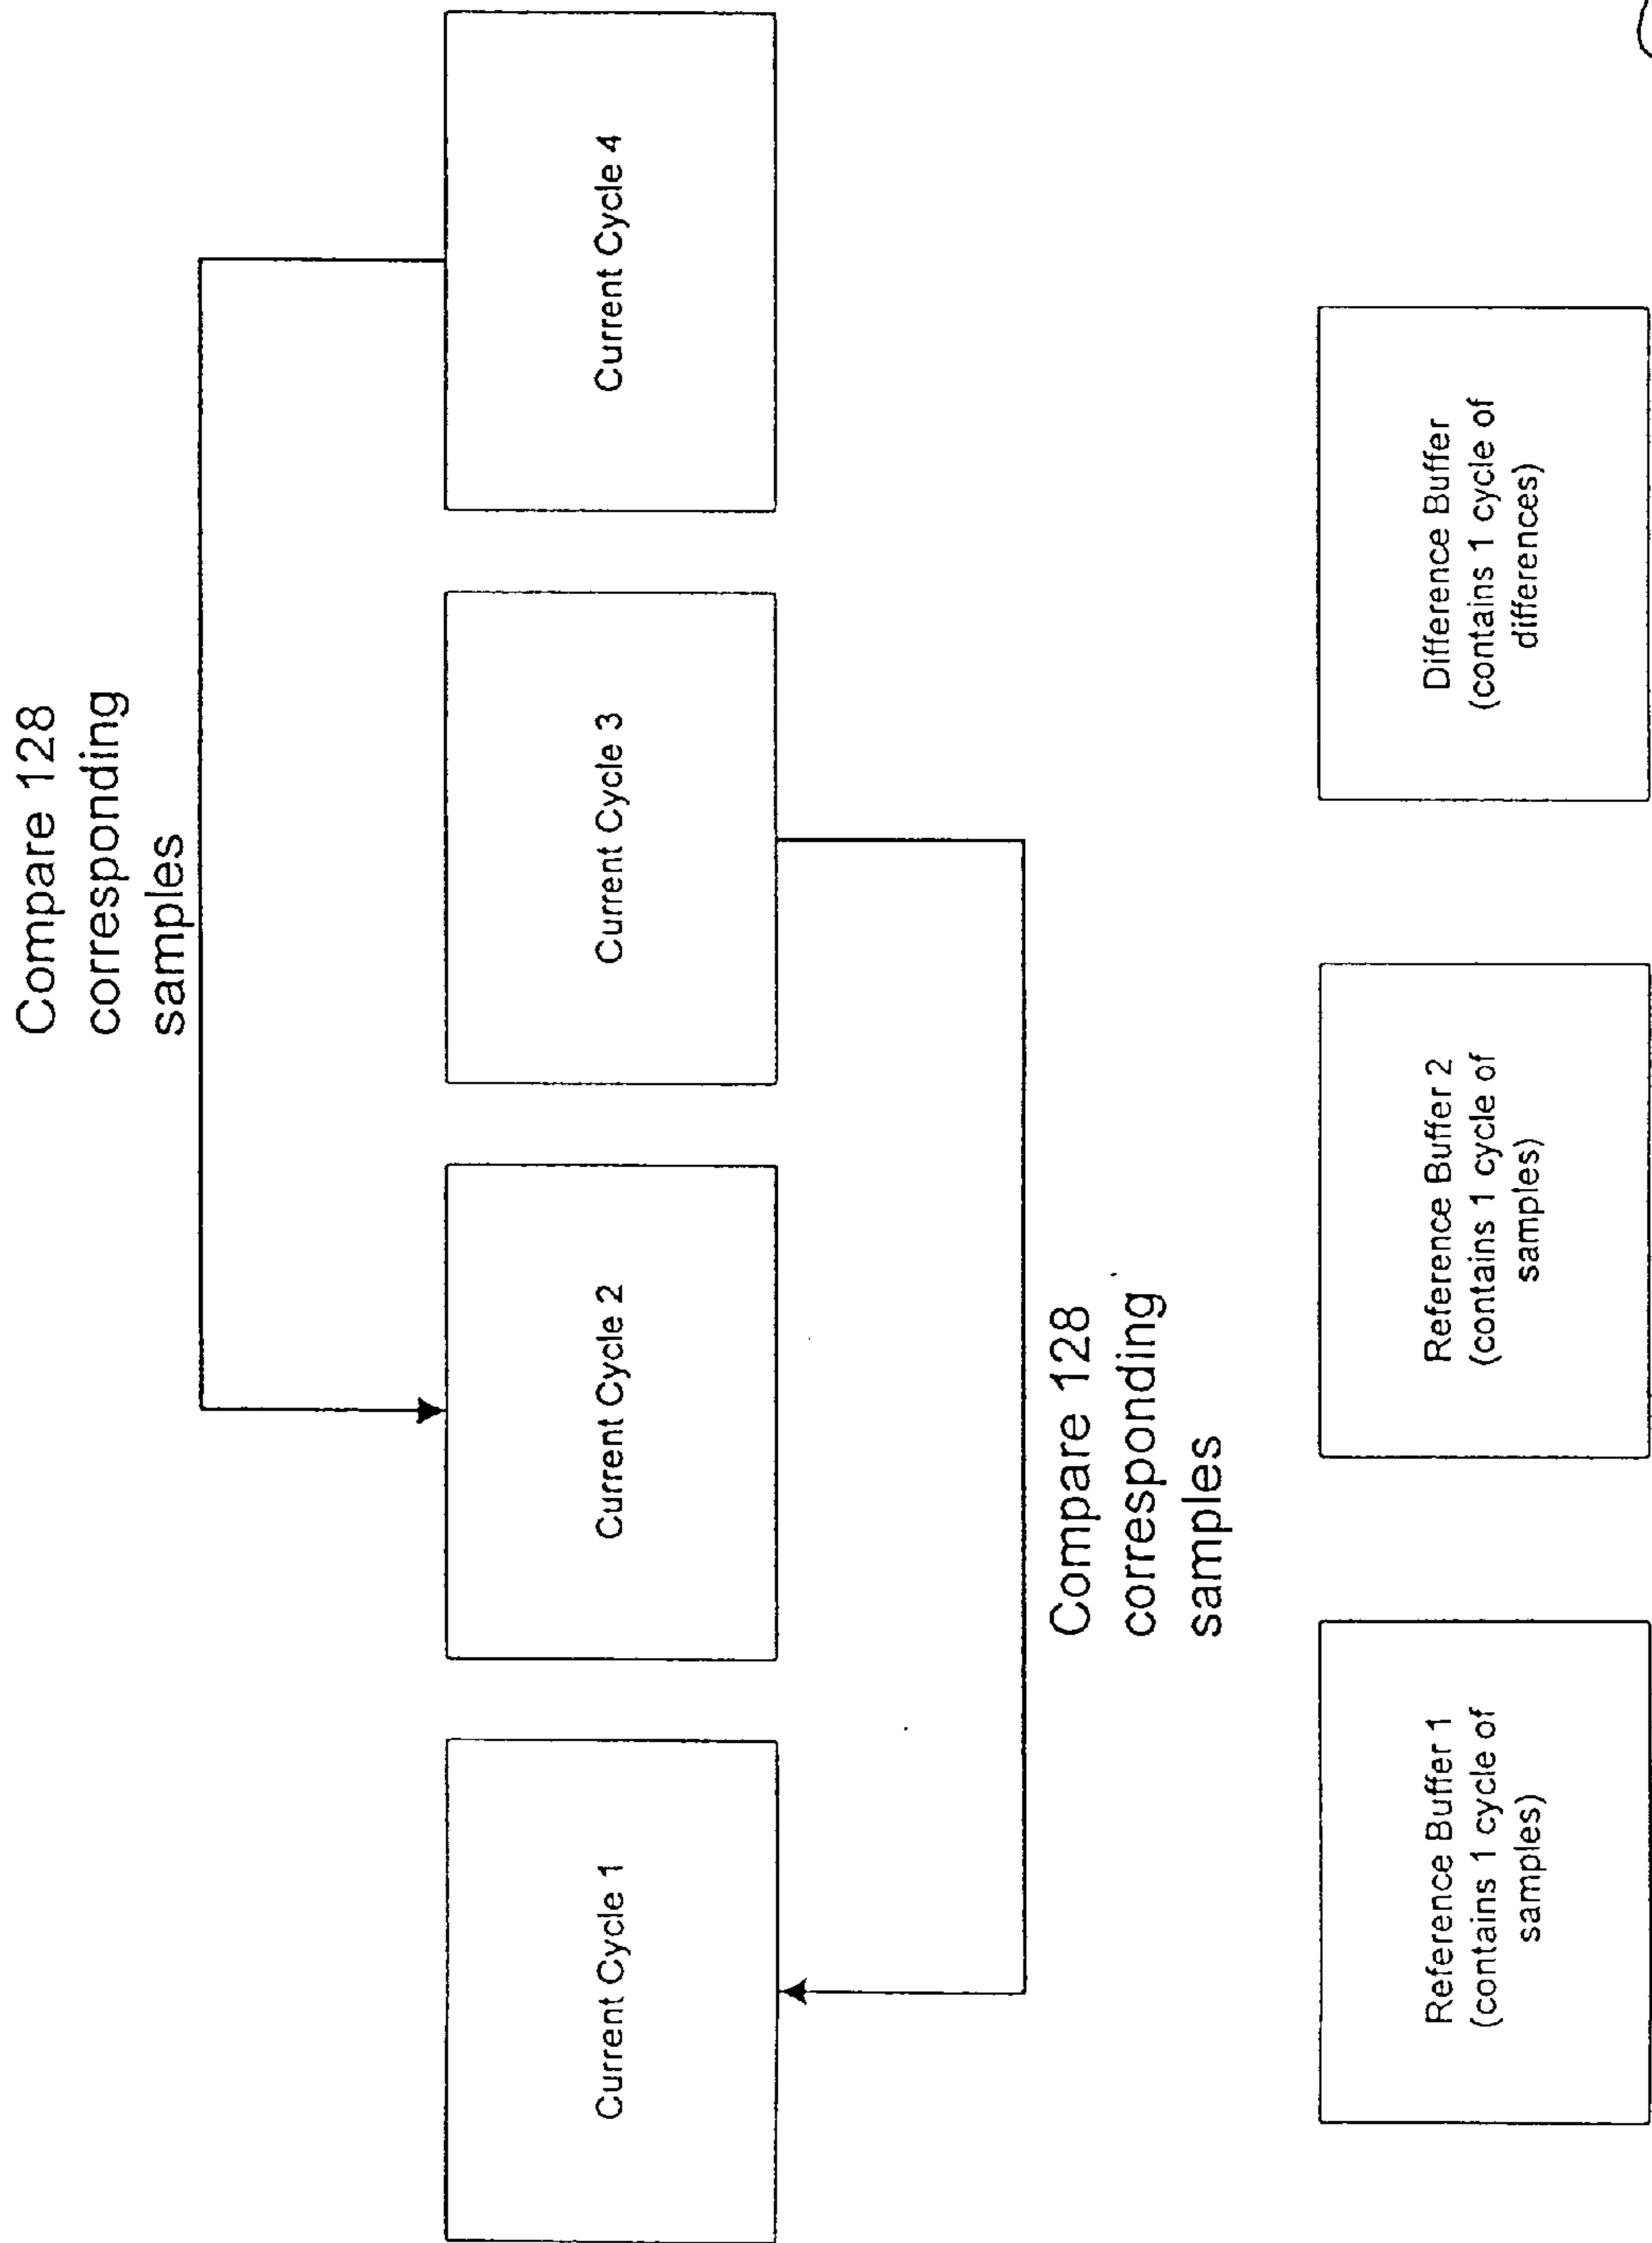 Compare 128
corresponding
samples
Current Cycle 1
Current Cycle 2
Current Cycle 3
Current Cycle 4
Compare 128
corresponding
samples
Reference Buffer 1
(contains 1 cycle of
samples)
Reference Buffer 2
(contains 1 cycle of
samples)
Difference Buffer
(contains 1 cycle of
differences)